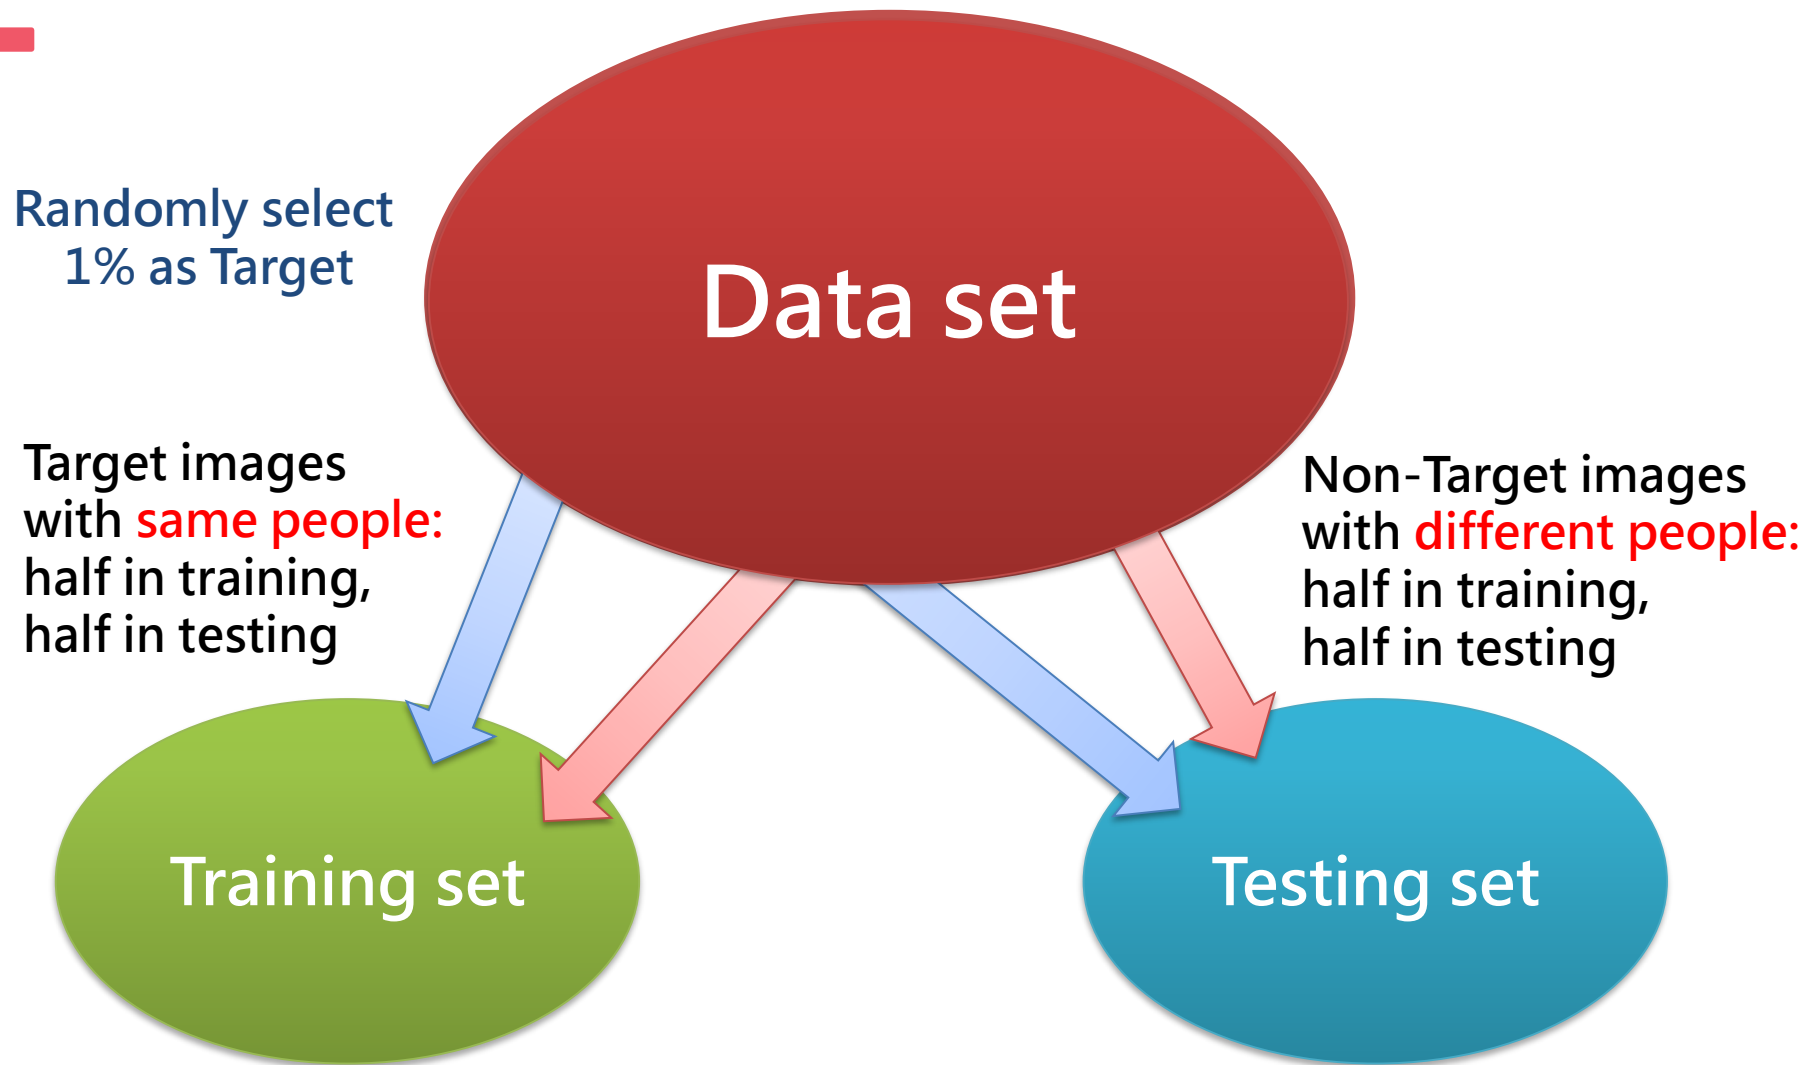 Randomly select
1% as Target
Data set
Target images
with same people:
half in training,
half in testing
Non-Target images
with different people:
half in training,
half in testing
Training set
Testing set